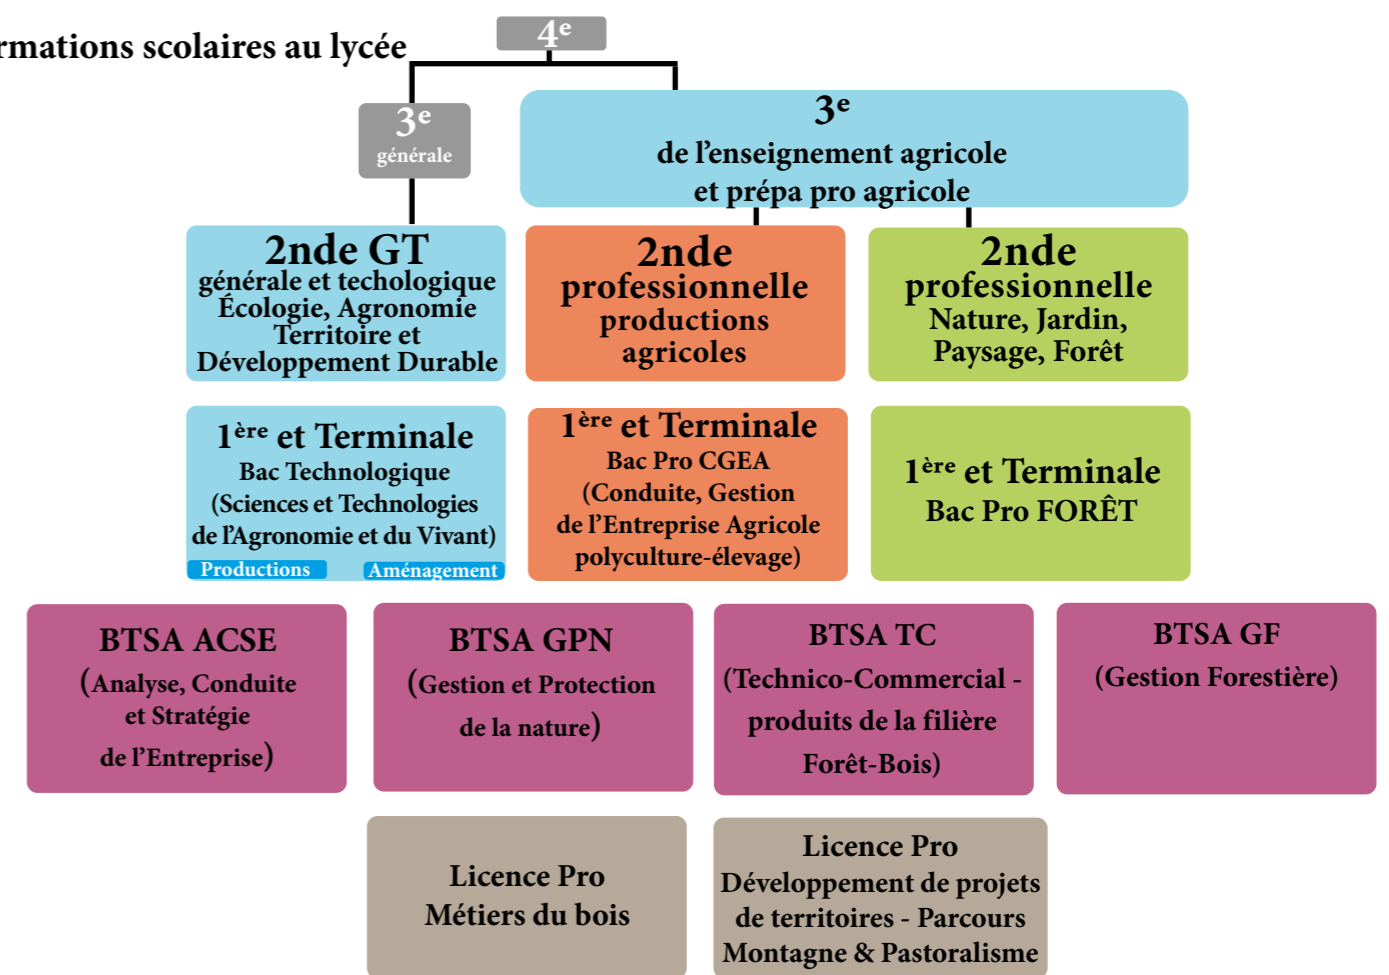 rmations scolaires au lycée
4e
3e
générale
3e
de l’enseignement agricole
et prépa pro agricole
2nde GT
générale et techologique
Écologie, Agronomie
Territoire et
Développement Durable
2nde
professionnelle
productions
agricoles
2nde
professionnelle
Nature, Jardin,
Paysage, Forêt
1ère et Terminale
Bac Technologique
(Sciences et Technologies
de l’Agronomie et du Vivant)
Productions
Aménagement
1ère et Terminale
Bac Pro CGEA
(Conduite, Gestion
de l’Entreprise Agricole
polyculture-élevage)
1ère et Terminale
Bac Pro FORÊT
BTSA ACSE
(Analyse, Conduite
et Stratégie
de l’Entreprise)
BTSA GPN
(Gestion et Protection
de la nature)
BTSA TC
(Technico-Commercial -
produits de la filière
Forêt-Bois)
BTSA GF
(Gestion Forestière)
Licence Pro
Métiers du bois
Licence Pro
Développement de projets
de territoires - Parcours
Montagne & Pastoralisme